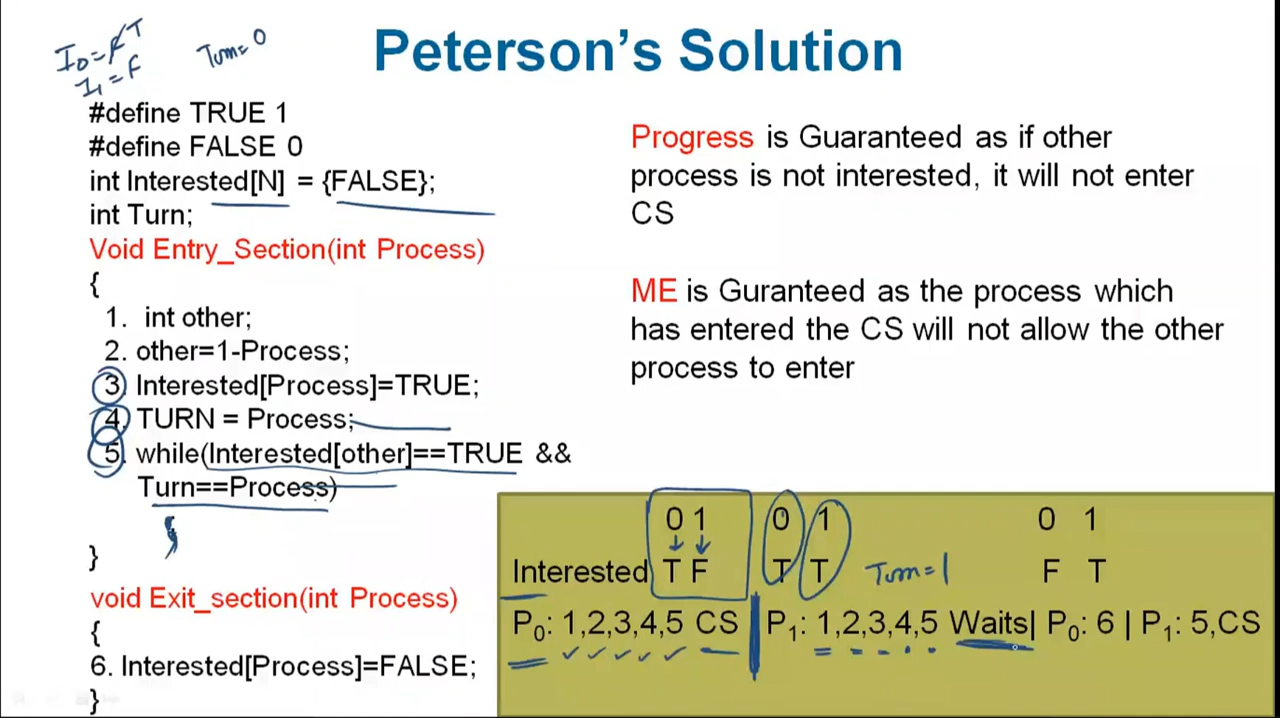 I₀=F T
I₁=F
Turn=0
Peterson's Solution
#define TRUE 1
#define FALSE 0
int Interested[N] = {FALSE};
int Turn;
Void Entry_Section(int Process)
{
1. int other;
2. other=1-Process;
3. Interested[Process]=TRUE;
4. TURN = Process;
5. while(Interested[other]==TRUE &&
Turn==Process)
;
}
void Exit_section(int Process)
{
6. Interested[Process]=FALSE;
}
Progress is Guaranteed as if other
process is not interested, it will not enter
CS
ME is Guranteed as the process which
has entered the CS will not allow the other
process to enter
0 1 0 1 0 1
Interested T F T T Turn=1 F T
P₀: 1,2,3,4,5 CS | P₁: 1,2,3,4,5 Waits| P₀: 6 | P₁: 5,CS